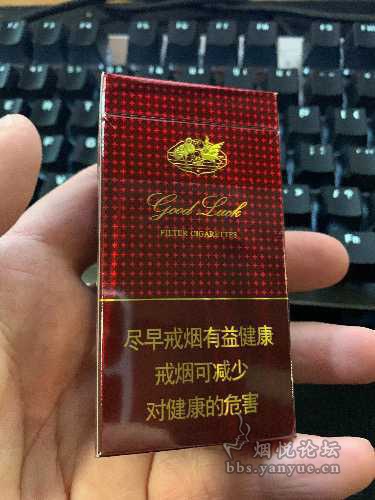 Good Luck
FILTER CIGARETTES
尽早戒烟有益健康
戒烟可减少
对健康的危害
烟悦论坛
bbs.yanyue.cn